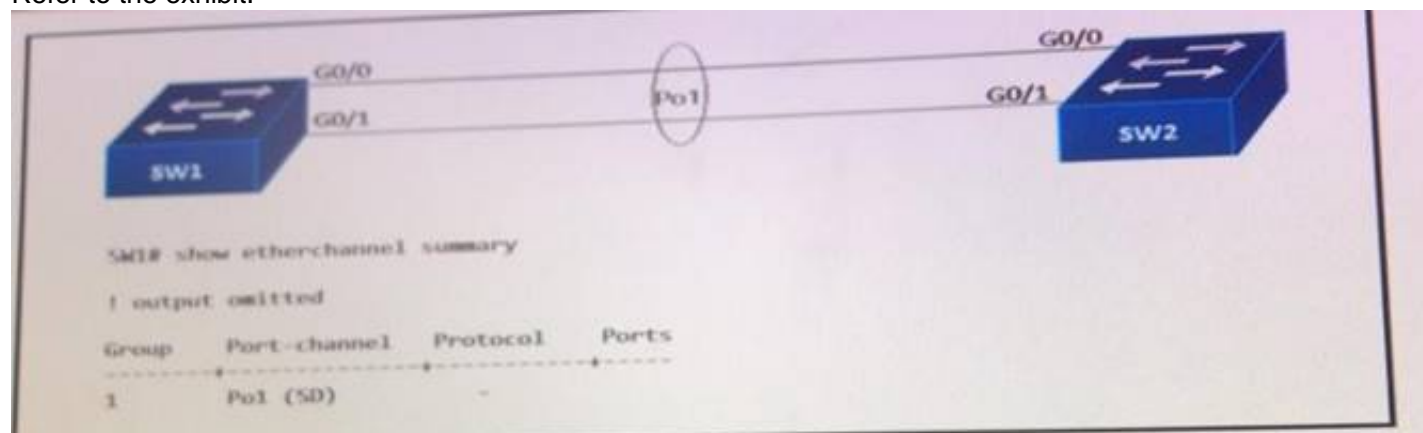 Refer to the exhibit.
G0/0
G0/0
G0/1
Po1
G0/1
SW1
SW2
SW1# show etherchannel summary
! output omitted
Group Port-channel Protocol Ports
1 Po1 (SD) -